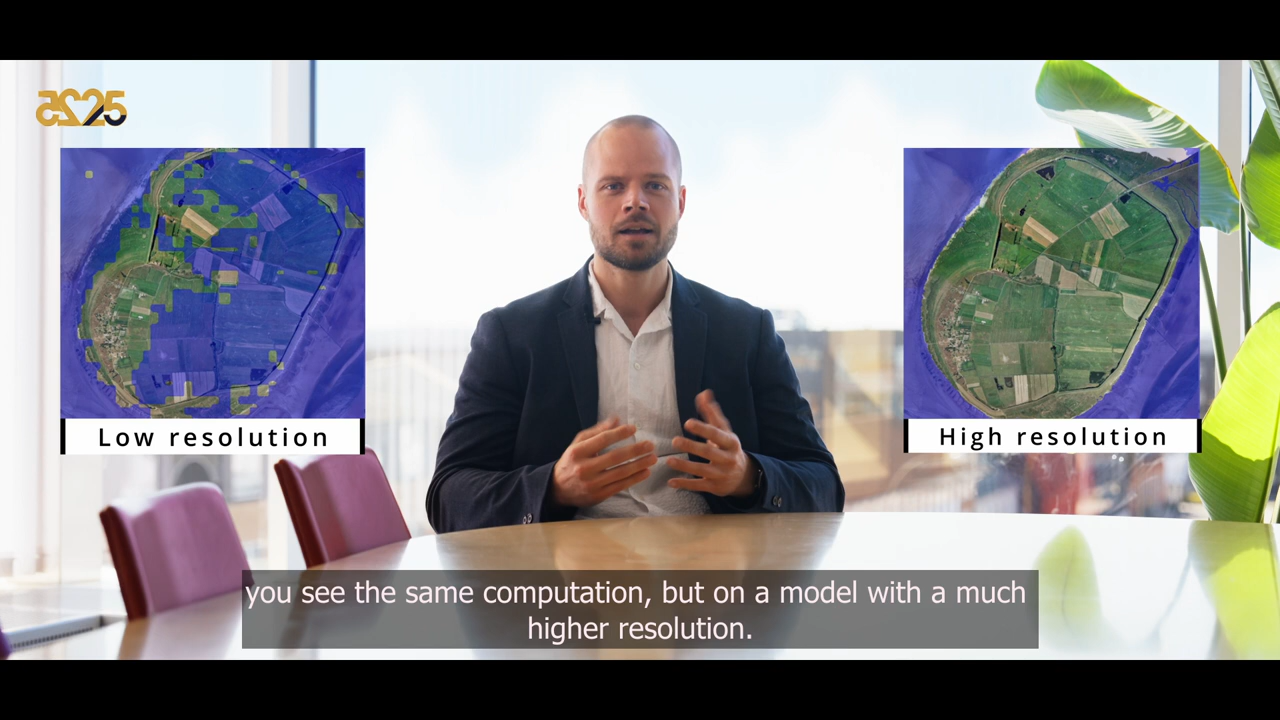 Low resolution
High resolution
you see the same computation, but on a model with a much
higher resolution.